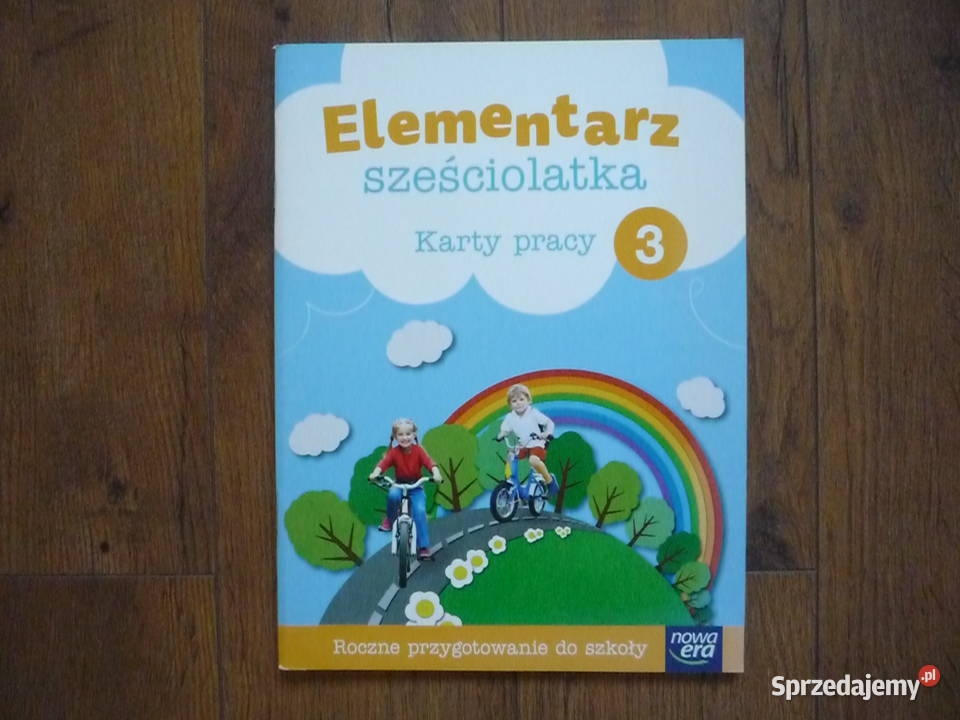 Elementarz
sześciolatka
Karty pracy 3
Roczne przygotowanie do szkoły
nowa
era
Sprzedajemy.pl